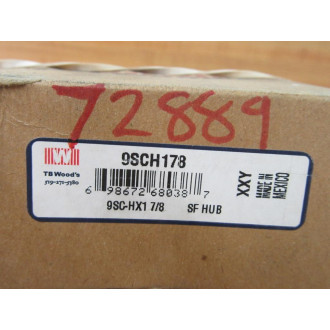 72889
9SCH178
TB Wood's
6 98672 68038 7
9SC-HX1 7/8 SF HUB
XXY
MADE IN
MEXICO